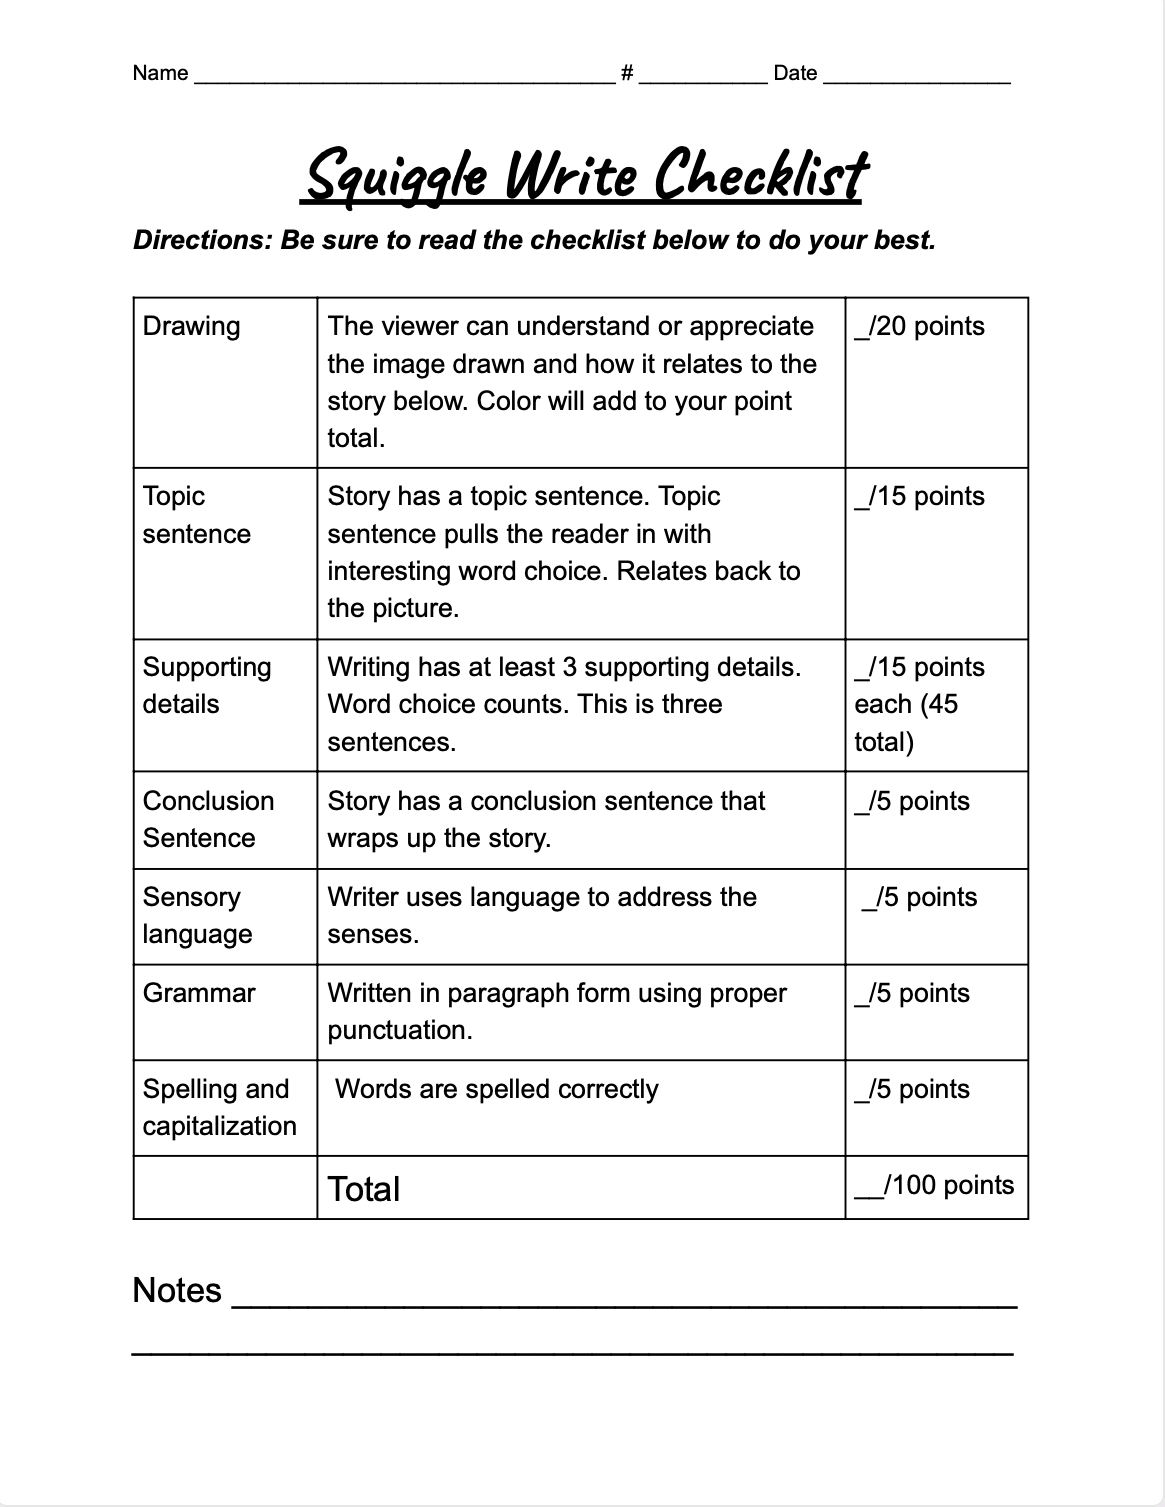 Name ____________________________________ # ___________ Date ________________
Squiggle Write Checklist
Directions: Be sure to read the checklist below to do your best.
Drawing
The viewer can understand or appreciate
the image drawn and how it relates to the
story below. Color will add to your point
total.
_/20 points
Topic
sentence
Story has a topic sentence. Topic
sentence pulls the reader in with
interesting word choice. Relates back to
the picture.
_/15 points
Supporting
details
Writing has at least 3 supporting details.
Word choice counts. This is three
sentences.
_/15 points
each (45
total)
Conclusion
Sentence
Story has a conclusion sentence that
wraps up the story.
_/5 points
Sensory
language
Writer uses language to address the
senses.
_/5 points
Grammar
Written in paragraph form using proper
punctuation.
_/5 points
Spelling and
capitalization
Words are spelled correctly
_/5 points
Total
__/100 points
Notes ________________________________________
_____________________________________________